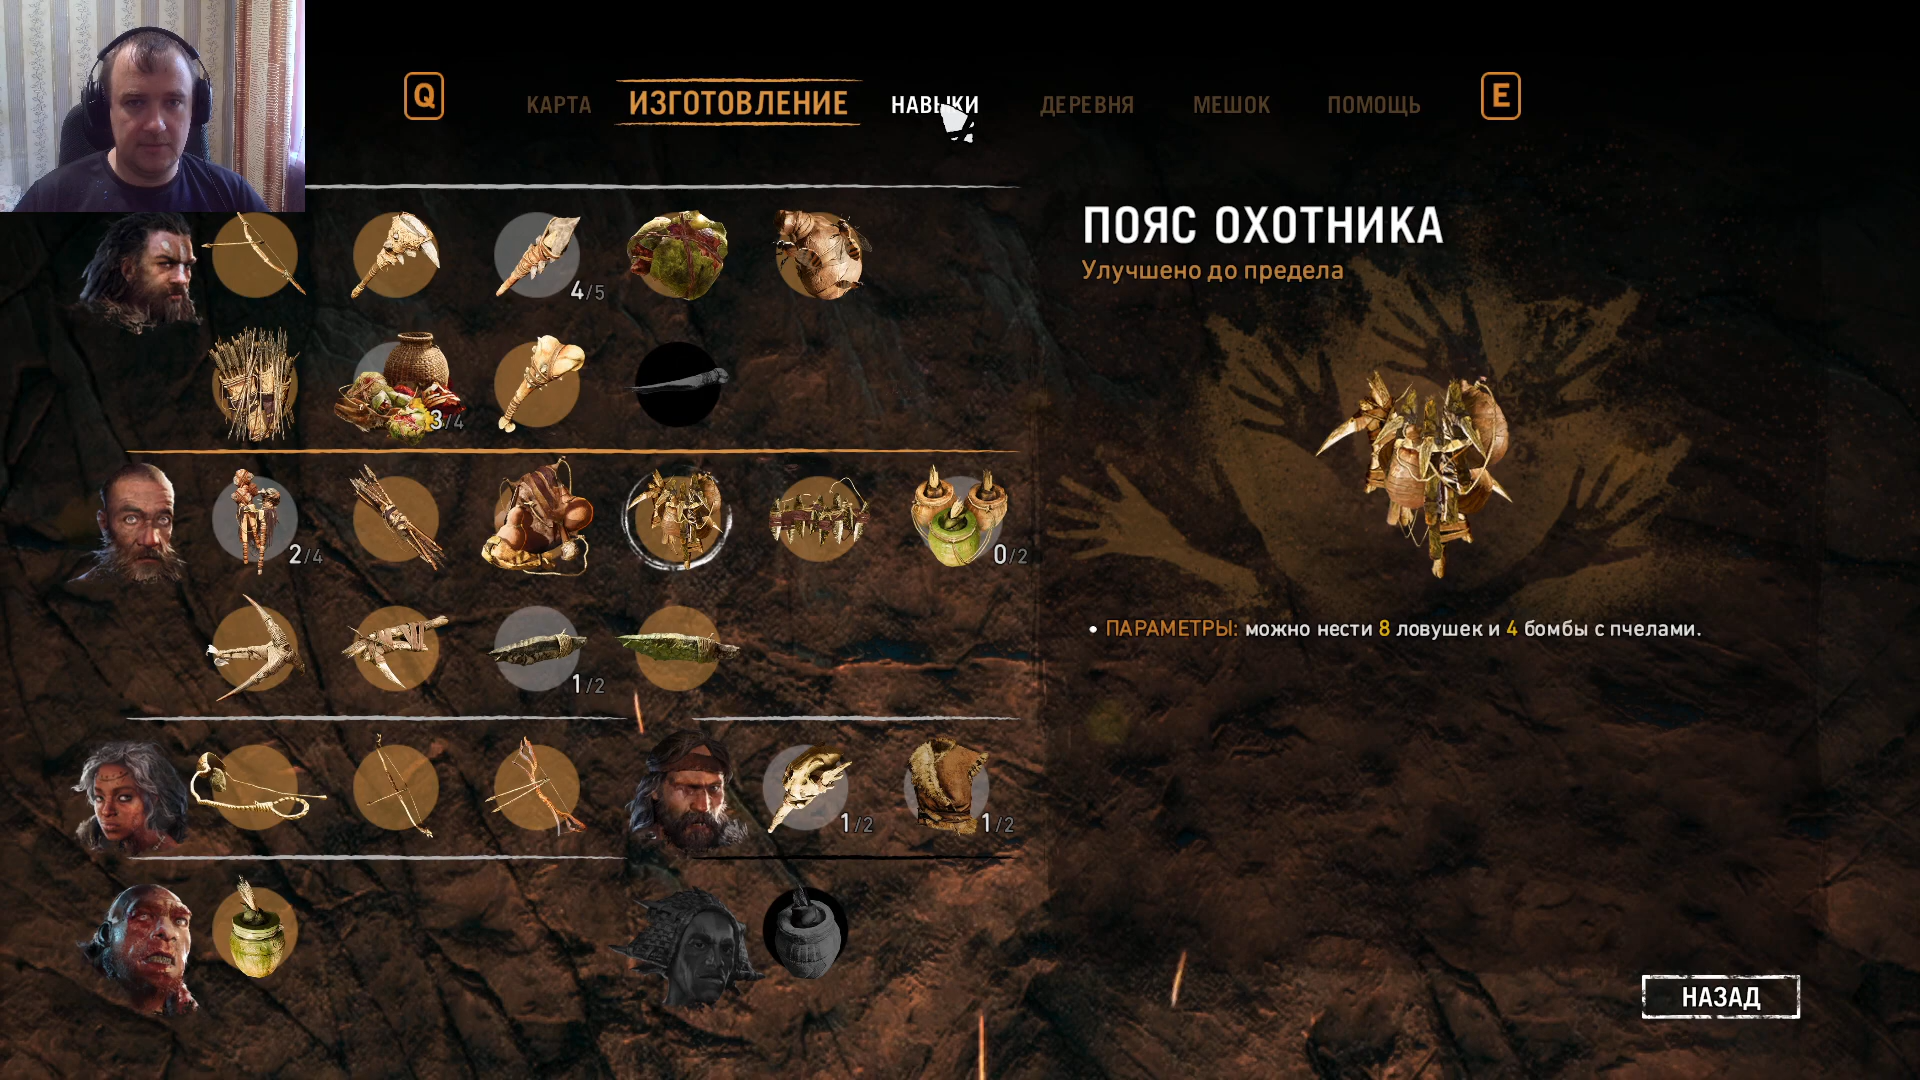 Q
КАРТА
ИЗГОТОВЛЕНИЕ
НАВЫКИ
ДЕРЕВНЯ
МЕШОК
ПОМОЩЬ
E
ПОЯС ОХОТНИКА
Улучшено до предела
4/5
3/4
2/4
0/2
• ПАРАМЕТРЫ: можно нести 8 ловушек и 4 бомбы с пчелами.
1/2
1/2
1/2
НАЗАД